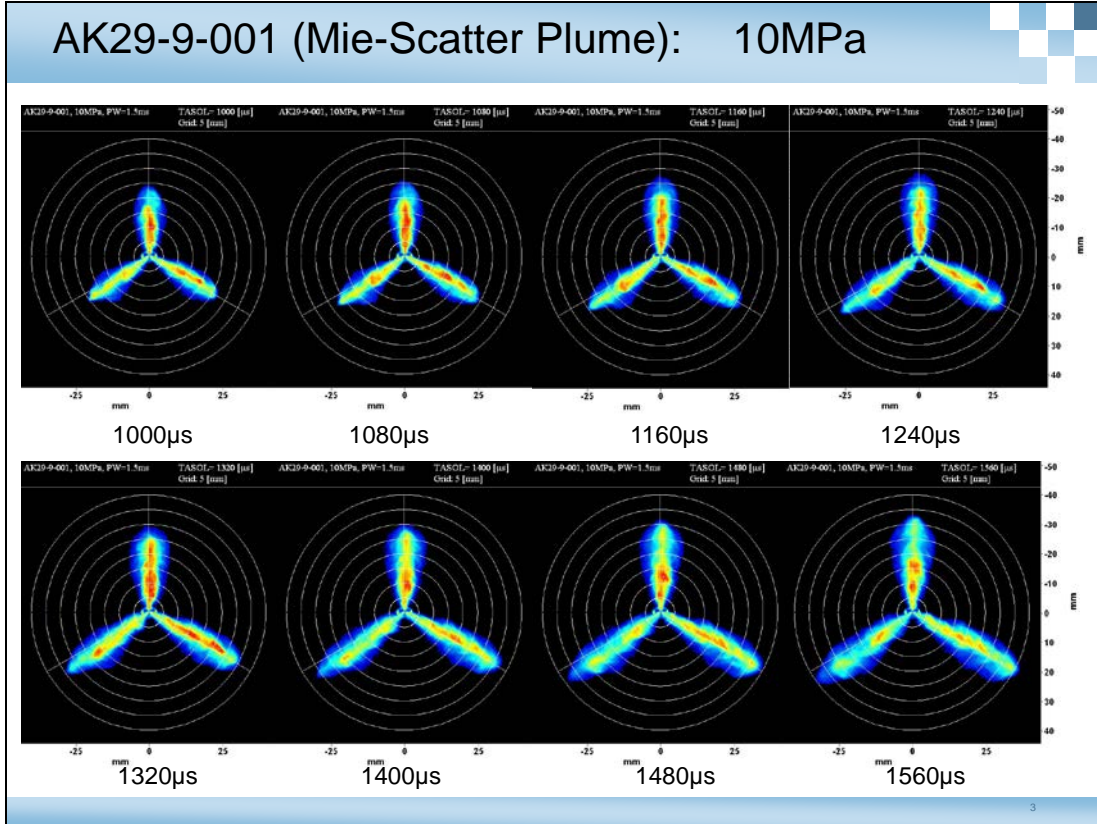 AK29-9-001 (Mie-Scatter Plume): 10MPa
AK29-9-001, 10MPa, PW=1.5ms TASOL= 1000 [µs]
Grid: 5 [mm]
AK29-9-001, 10MPa, PW=1.5ms TASOL= 1080 [µs]
Grid: 5 [mm]
AK29-9-001, 10MPa, PW=1.5ms TASOL= 1160 [µs]
Grid: 5 [mm]
AK29-9-001, 10MPa, PW=1.5ms TASOL= 1240 [µs]
Grid: 5 [mm]
-50
-40
-30
-20
-10
0
10
20
30
40
mm
-25 0 25
mm
-25 0 25
mm
-25 0 25
mm
-25 0 25
mm
1000µs 1080µs 1160µs 1240µs
AK29-9-001, 10MPa, PW=1.5ms TASOL= 1320 [µs]
Grid: 5 [mm]
AK29-9-001, 10MPa, PW=1.5ms TASOL= 1400 [µs]
Grid: 5 [mm]
AK29-9-001, 10MPa, PW=1.5ms TASOL= 1480 [µs]
Grid: 5 [mm]
AK29-9-001, 10MPa, PW=1.5ms TASOL= 1560 [µs]
Grid: 5 [mm]
-50
-40
-30
-20
-10
0
10
20
30
40
mm
-25 0 25
mm
-25 0 25
mm
-25 0 25
mm
-25 0 25
mm
1320µs 1400µs 1480µs 1560µs
3